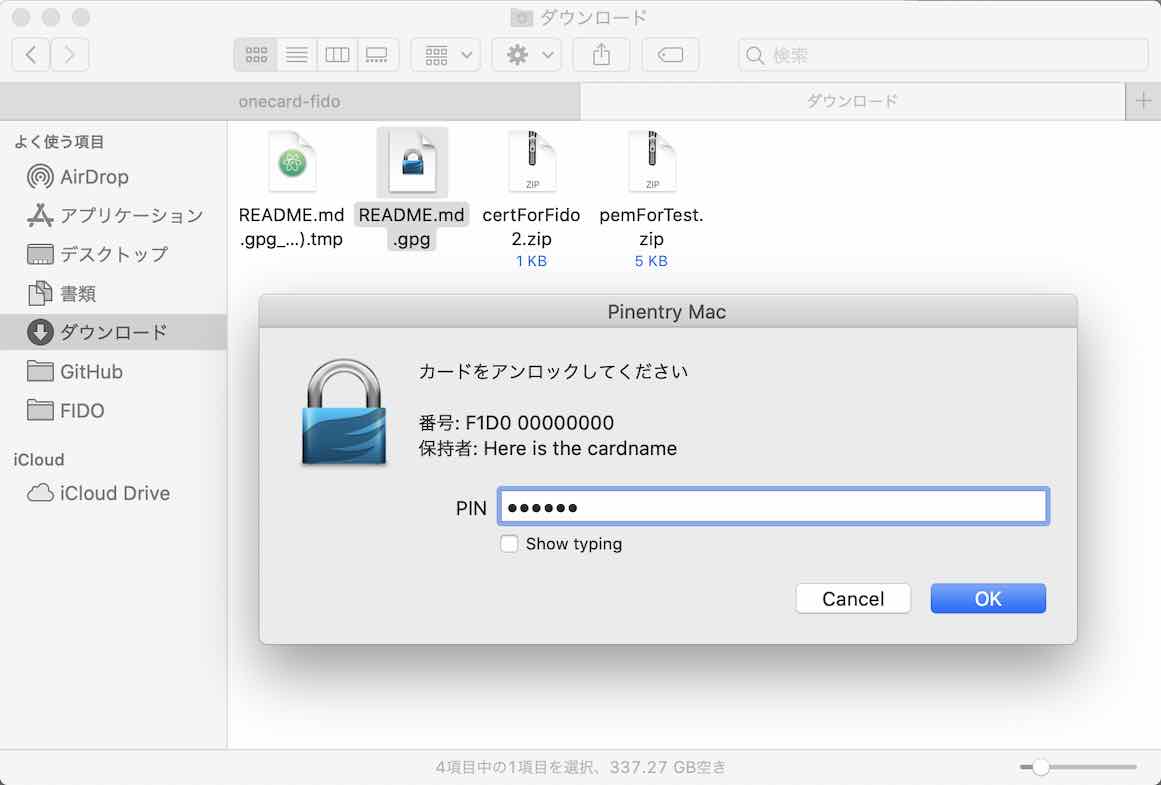 ダウンロード
検索
onecard-fido
ダウンロード
よく使う項目
AirDrop
アプリケーション
デスクトップ
書類
ダウンロード
GitHub
FIDO
iCloud
iCloud Drive
README.md
.gpg_...).tmp
README.md
.gpg
ZIP
certForFido
2.zip
1 KB
ZIP
pemForTest.
zip
5 KB
Pinentry Mac
カードをアンロックしてください
番号: F1D0 00000000
保持者: Here is the cardname
PIN ●●●●●●
Show typing
Cancel
OK
4項目中の1項目を選択、337.27 GB空き